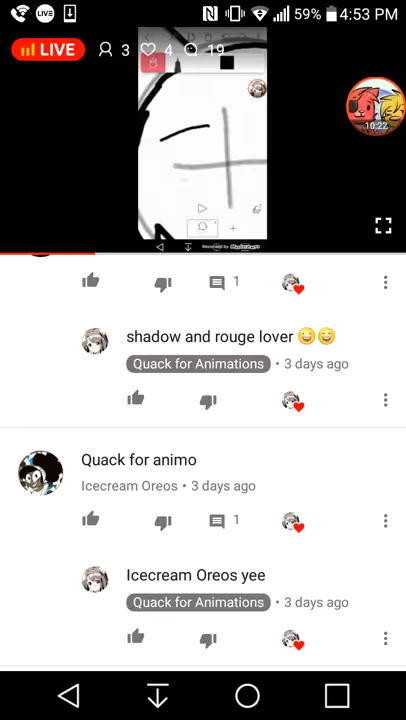 LIVE 59% 4:53 PM
LIVE 3 4 19
10:22
1
shadow and rouge lover 😀😁
Quack for Animations • 3 days ago
Quack for animo
Icecream Oreos • 3 days ago
1
Icecream Oreos yee
Quack for Animations • 3 days ago